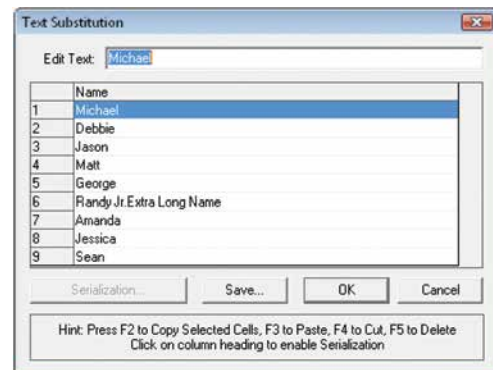 Text Substitution
Edit Text: Michael
Name
1 Michael
2 Debbie
3 Jason
4 Matt
5 George
6 Randy Jr.Extra Long Name
7 Amanda
8 Jessica
9 Sean
Serialization... Save... OK Cancel
Hint: Press F2 to Copy Selected Cells, F3 to Paste, F4 to Cut, F5 to Delete
Click on column heading to enable Serialization